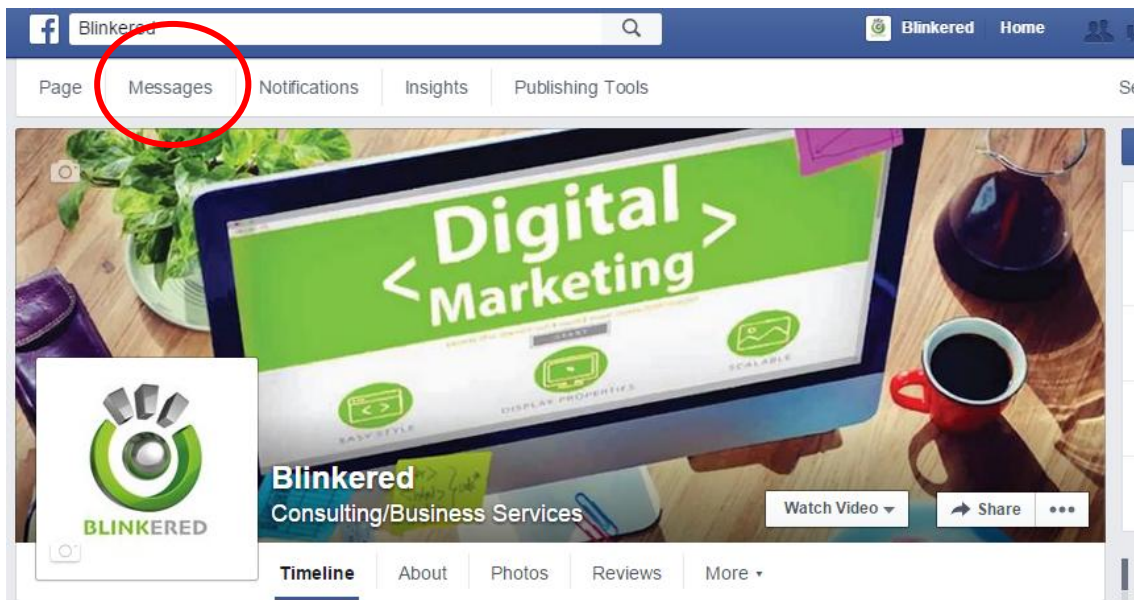 f Blinkered Blinkered Home
Page Messages Notifications Insights Publishing Tools
< Digital >
Marketing
START
EASY STYLE
DISPLAY PROPERTIES
SCALABLE
BLINKERED
Blinkered
Consulting/Business Services
Watch Video Share
Timeline About Photos Reviews More